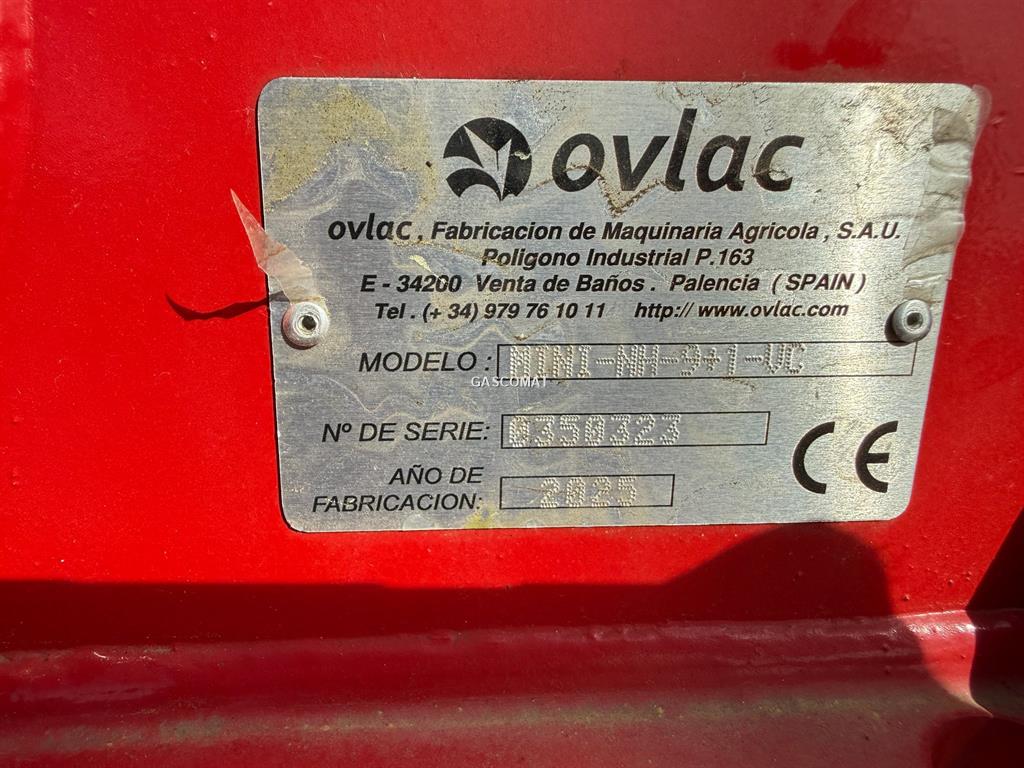 ovlac
ovlac, Fabricacion de Maquinaria Agricola, S.A.U.
Poligono Industrial P.163
E - 34200 Venta de Baños. Palencia (SPAIN)
Tel. (+ 34) 979 76 10 11 http://www.ovlac.com
MODELO: MINI-NH-9+1-VC
GASCOMAT
Nº DE SERIE: 0350323
CE
AÑO DE
FABRICACION: 2025